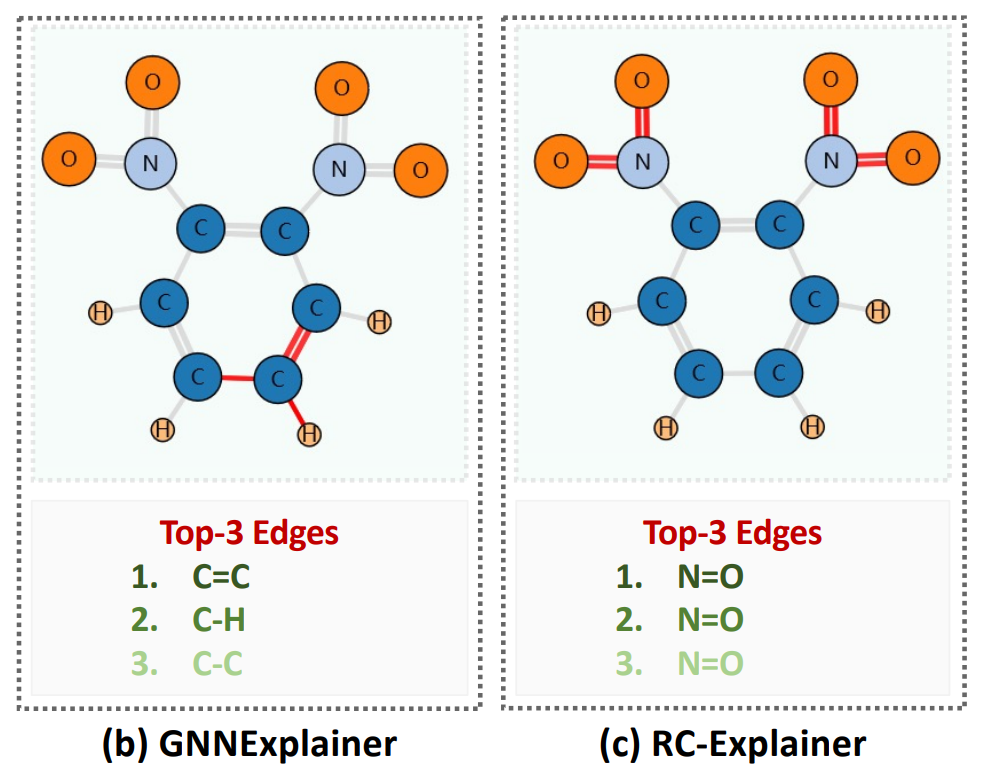 O O
O N N O
C C
C C
H H
C C
H H
Top-3 Edges
1. C=C
2. C-H
3. C-C
(b) GNNExplainer
O O
O N N O
C C
C C
H H
C C
H H
Top-3 Edges
1. N=O
2. N=O
3. N=O
(c) RC-Explainer